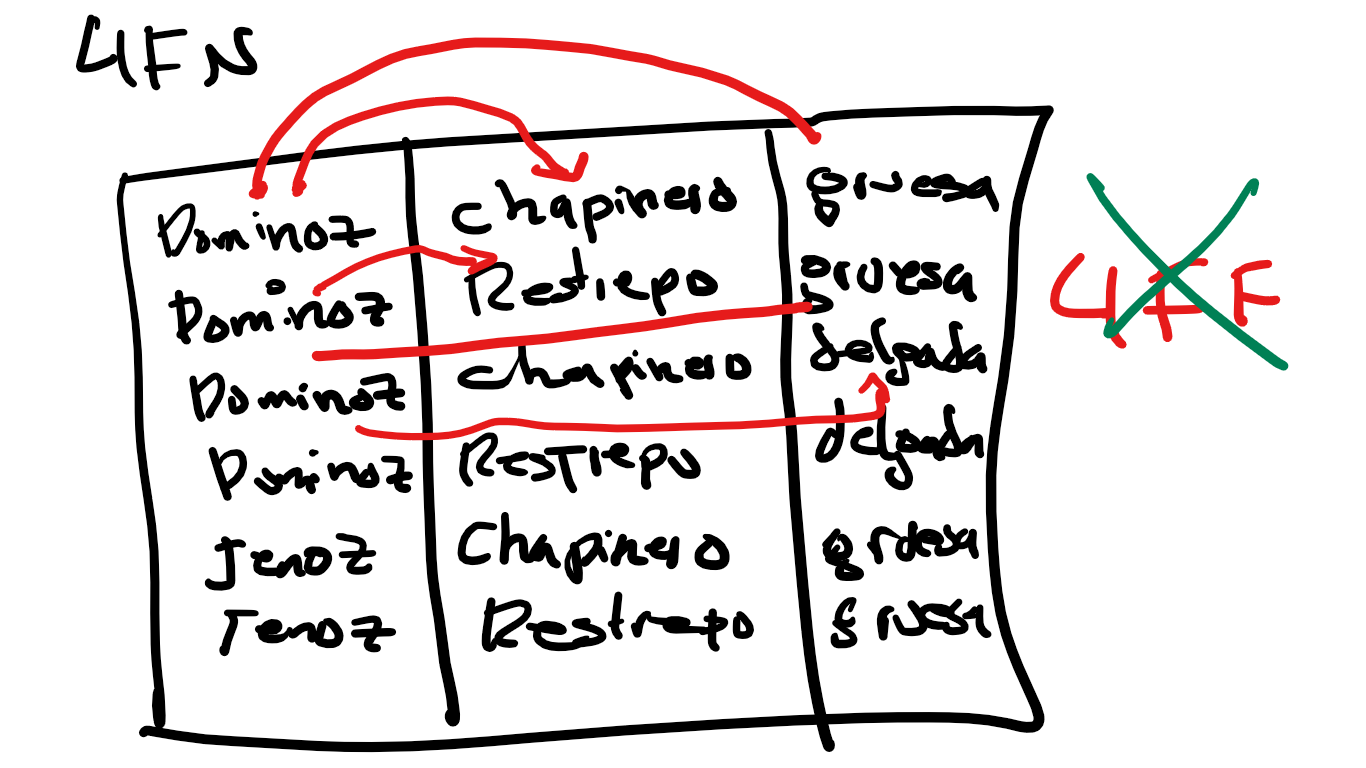 4FN
Dominoz Chapinero gruesa
Dominoz Restrepo gruesa
Dominoz Chapinero delgada
Dominoz Restrepo delgada
Jenoz Chapinero gruesa
Jenoz Restrepo gruesa
4FF